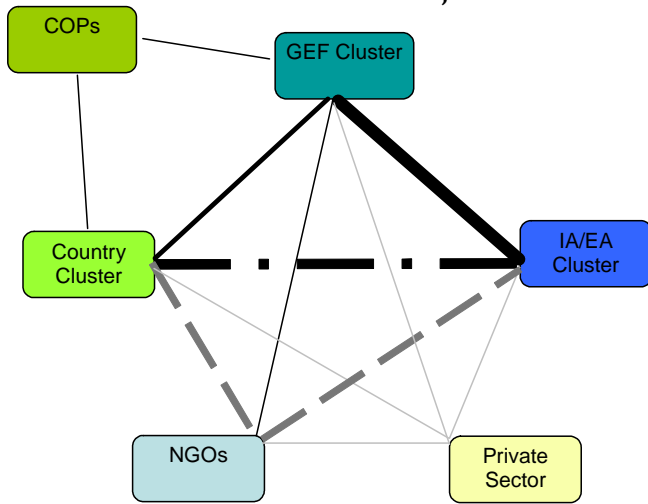 COPs
GEF Cluster
Country
Cluster
IA/EA
Cluster
NGOs
Private
Sector